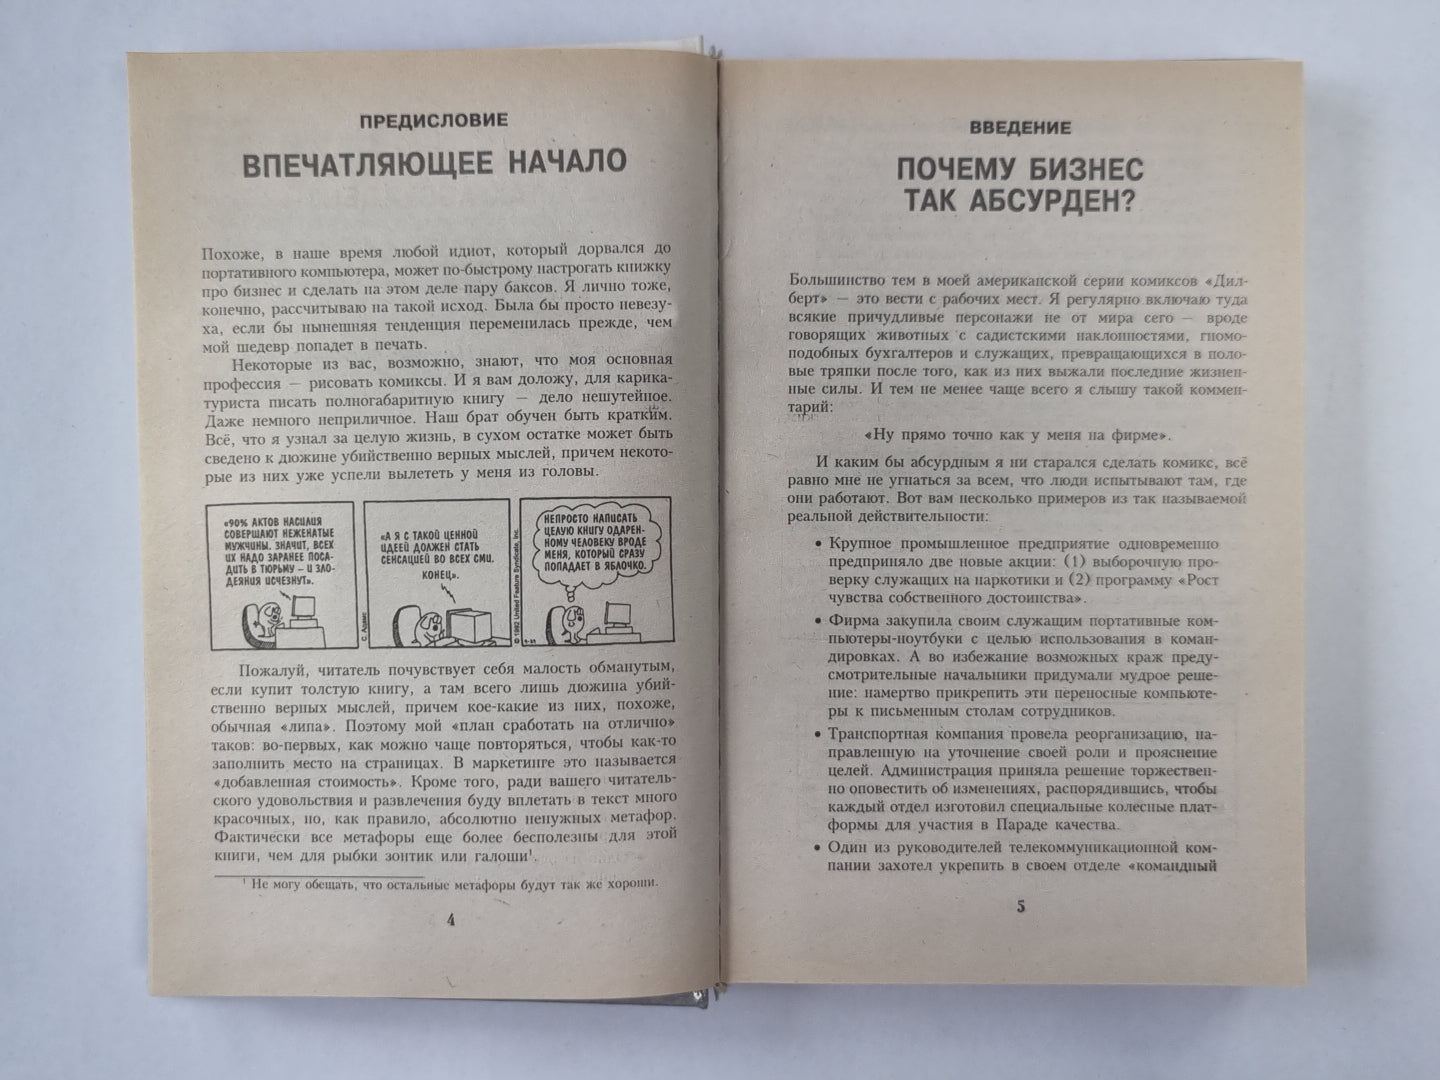 ПРЕДИСЛОВИЕ
ВПЕЧАТЛЯЮЩЕЕ НАЧАЛО
Похоже, в наше время любой идиот, который дорвался до
портативного компьютера, может по-быстрому настрогать книжку
про бизнес и сделать на этом деле пару баксов. Я лично тоже,
конечно, рассчитываю на такой исход. Была бы просто невезу-
ха, если бы нынешняя тенденция переменилась прежде, чем
мой шедевр попадет в печать.
Некоторые из вас, возможно, знают, что моя основная
профессия — рисовать комиксы. И я вам доложу, для карика-
туриста писать полногабаритную книгу — дело нешутейное.
Даже немного неприличное. Наш брат обучен быть кратким.
Всё, что я узнал за целую жизнь, в сухом остатке может быть
сведено к дюжине убийственно верных мыслей, причем некото-
рые из них уже успели вылететь у меня из головы.
«90% АКТОВ НАСИЛИЯ
СОВЕРШАЮТ НЕЖЕНАТЫЕ
МУЖЧИНЫ. ЗНАЧИТ, ВСЕХ
ИХ НАДО ЗАРАНЕЕ ПОСА-
ДИТЬ В ТЮРЬМУ – И ЗЛО-
ДЕЯНИЯ ИСЧЕЗНУТ».
С. Адамс
«А Я С ТАКОЙ ЦЕННОЙ
ИДЕЕЙ ДОЛЖЕН СТАТЬ
СЕНСАЦИЕЙ ВО ВСЕХ СМИ.
КОНЕЦ».
© 1992 United Feature Syndicate, Inc.
НЕПРОСТО НАПИСАТЬ
ЦЕЛУЮ КНИГУ ОДАРЕН-
НОМУ ЧЕЛОВЕКУ ВРОДЕ
МЕНЯ, КОТОРЫЙ СРАЗУ
ПОПАДАЕТ В ЯБЛОЧКО.
Пожалуй, читатель почувствует себя малость обманутым,
если купит толстую книгу, а там всего лишь дюжина убий-
ственно верных мыслей, причем кое-какие из них, похоже,
обычная «липа». Поэтому мой «план сработать на отлично»
таков: во-первых, как можно чаще повторяться, чтобы как-то
заполнить место на страницах. В маркетинге это называется
«добавленная стоимость». Кроме того, ради вашего читатель-
ского удовольствия и развлечения буду вплетать в текст много
красочных, но, как правило, абсолютно ненужных метафор.
Фактически все метафоры еще более бесполезны для этой
книги, чем для рыбки зонтик или галоши¹.
¹ Не могу обещать, что остальные метафоры будут так же хороши.
4
ВВЕДЕНИЕ
ПОЧЕМУ БИЗНЕС
ТАК АБСУРДЕН?
Большинство тем в моей американской серии комиксов «Дил-
берт» — это вести с рабочих мест. Я регулярно включаю туда
всякие причудливые персонажи не от мира сего — вроде
говорящих животных с садистскими наклонностями, гномо-
подобных бухгалтеров и служащих, превращающихся в поло-
вые тряпки после того, как из них выжали последние жизнен-
ные силы. И тем не менее чаще всего я слышу такой коммен-
тарий:
«Ну прямо точно как у меня на фирме».
И каким бы абсурдным я ни старался сделать комикс, всё
равно мне не угнаться за всем, что люди испытывают там, где
они работают. Вот вам несколько примеров из так называемой
реальной действительности:
• Крупное промышленное предприятие одновременно
предприняло две новые акции: (1) выборочную про-
верку служащих на наркотики и (2) программу «Рост
чувства собственного достоинства».
• Фирма закупила своим служащим портативные ком-
пьютеры-ноутбуки с целью использования в коман-
дировках. А во избежание возможных краж преду-
смотрительные начальники придумали мудрое реше-
ние: намертво прикрепить эти переносные компьюте-
ры к письменным столам сотрудников.
• Транспортная компания провела реорганизацию, на-
правленную на уточнение своей роли и прояснение
целей. Администрация приняла решение торжествен-
но оповестить об изменениях, распорядившись, чтобы
каждый отдел изготовил специальные колесные плат-
формы для участия в Параде качества.
• Один из руководителей телекоммуникационной ком-
пании захотел укрепить в своем отделе «командный
5